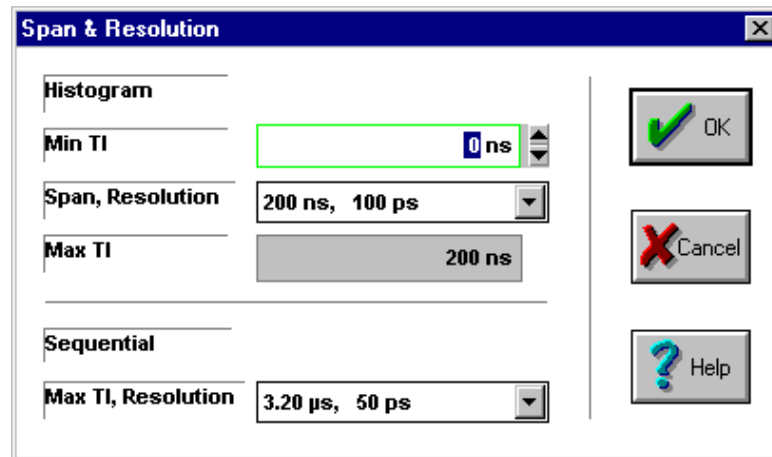 Span & Resolution
Histogram
Min TI
0 ns
Span, Resolution
200 ns, 100 ps
Max TI
200 ns
Sequential
Max TI, Resolution
3.20 µs, 50 ps
OK
Cancel
Help